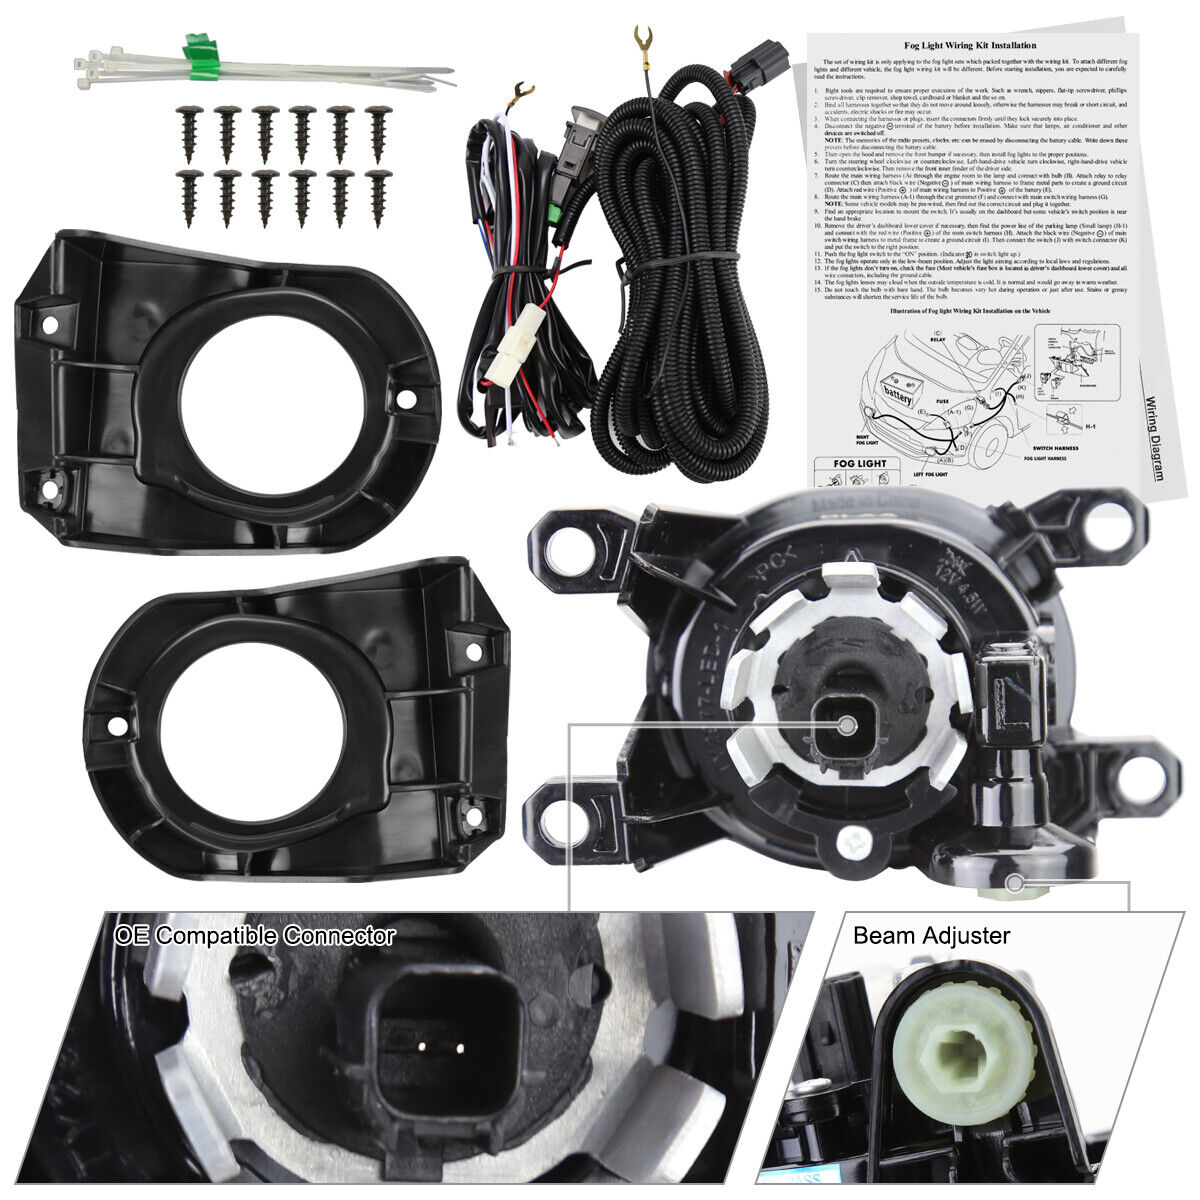 Fog Light Wiring Kit Installation
The set of wiring kit is only applying to the fog light sets which packed together with the wiring kit. To attach different fog
lights and different vehicle, the fog light wiring kit will be different. Before starting installation, you are expected to carefully
read the instructions.
1. Right tools are required to ensure proper execution of the work. Such as wrench, nippers, flat-tip screwdriver, phillips
screwdriver, clip remover, shop towel, cardboard or blanket and the so on.
2. Bind all harnesses together so that they do not move around loosely, otherwise the harnesses may break or short circuit, and
accidents, electric shocks or fire may occur.
3. When connecting the harnesses or plugs, insert the connectors firmly until they lock securely into place.
4. Disconnect the negative ⊖ terminal of the battery before installation. Make sure that lamps, air conditioner and other
devices are switched off.
NOTE: The memories of the radio presets, clocks, etc. can be erased by disconnecting the battery cable. Write down these
presets before disconnecting the battery cable.
5. Then open the hood and remove the front bumper if necessary, then install fog lights to the proper positions.
6. Turn the steering wheel clockwise or counterclockwise. Left-hand-drive vehicle turn clockwise, right-hand-drive vehicle
turn counterclockwise. Then remove the front inner fender of the driver side.
7. Route the main wiring harness (A) through the engine room to the lamp and connect with bulb (B). Attach relay to relay
connector (C) then attach black wire (Negative ⊖ ) of main wiring harness to frame metal parts to create a ground circuit
(D). Attach red wire (Positive ⊕ ) of main wiring harness to Positive ⊕ of the battery (E).
8. Route the main wiring harness (A-1) through the cut grommet (F) and connect with main switch wiring harness (G).
NOTE: Some vehicle models may be pre-wired, then find out the correct circuit and plug it together.
9. Find an appropriate location to mount the switch. It's usually on the dashboard but some vehicle's switch position is near
the hand brake.
10. Remove the driver's dashboard lower cover if necessary, then find the power line of the parking lamp (Small lamp) (H-1)
and connect with the red wire (Positive ⊕ ) of the main switch harness (H). Attach the black wire (Negative ⊖ ) of main
switch wiring harness to metal frame to create a ground circuit (I). Then connect the switch (J) with switch connector (K)
and put the switch to the right position.
11. Push the fog light switch to the "ON" position. (Indicator in switch light up.)
12. The fog lights operate only in the low-beam position. Adjust the light aiming according to local laws and regulations.
13. If the fog lights don't turn on, check the fuse (Most vehicle's fuse box is located in driver's dashboard lower cover) and all
wire connectors, including the ground cable.
14. The fog lights lenses may cloud when the outside temperature is cold. It is normal and would go away in warm weather.
15. Do not touch the bulb with bare hand. The bulb becomes very hot during operation or just after use. Stains or greasy
substances will shorten the service life of the bulb.
Illustration of Fog light Wiring Kit Installation on the Vehicle
(C)
RELAY
battery
FUSE
(E)
(A-1)
(G)
(F)
(I)
(J)
(K)
(H)
H-1
DASHBOARD
RIGHT
FOG LIGHT
(D)
(A)(B)
LEFT FOG LIGHT
SWITCH HARNESS
FOG LIGHT HARNESS
FOG LIGHT
Wiring Diagram
Made in China
12V 4.5W
OE Compatible Connector
Beam Adjuster